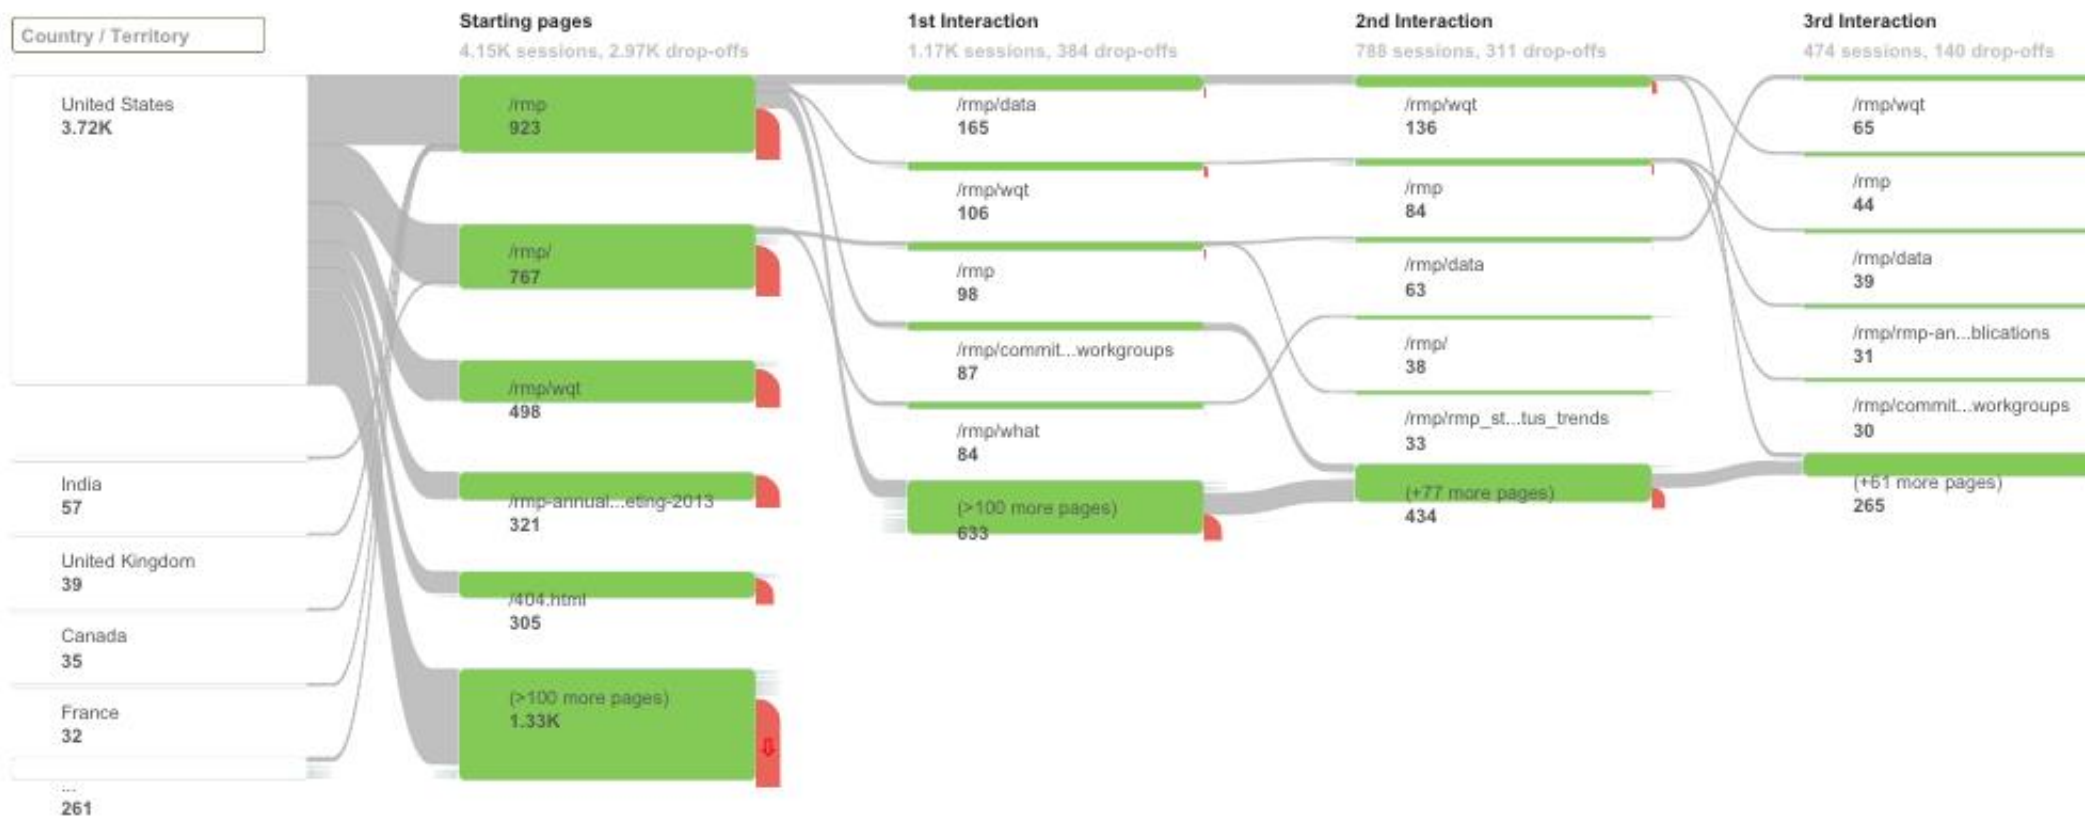 Country / Territory
United States
3.72K
India
57
United Kingdom
39
Canada
35
France
32
...
261
Starting pages
4.15K sessions, 2.97K drop-offs
/rmp
923
/rmp/
767
/rmp/wqt
498
/rmp-annual...eting-2013
321
/404.html
305
(>100 more pages)
1.33K
1st Interaction
1.17K sessions, 384 drop-offs
/rmp/data
165
/rmp/wqt
106
/rmp
98
/rmp/commit...workgroups
87
/rmp/what
84
(>100 more pages)
633
2nd Interaction
788 sessions, 311 drop-offs
/rmp/wqt
136
/rmp
84
/rmp/data
63
/rmp/
38
/rmp/rmp_st...tus_trends
33
(+77 more pages)
434
3rd Interaction
474 sessions, 140 drop-offs
/rmp/wqt
65
/rmp
44
/rmp/data
39
/rmp/rmp-an...blications
31
/rmp/commit...workgroups
30
(+61 more pages)
265